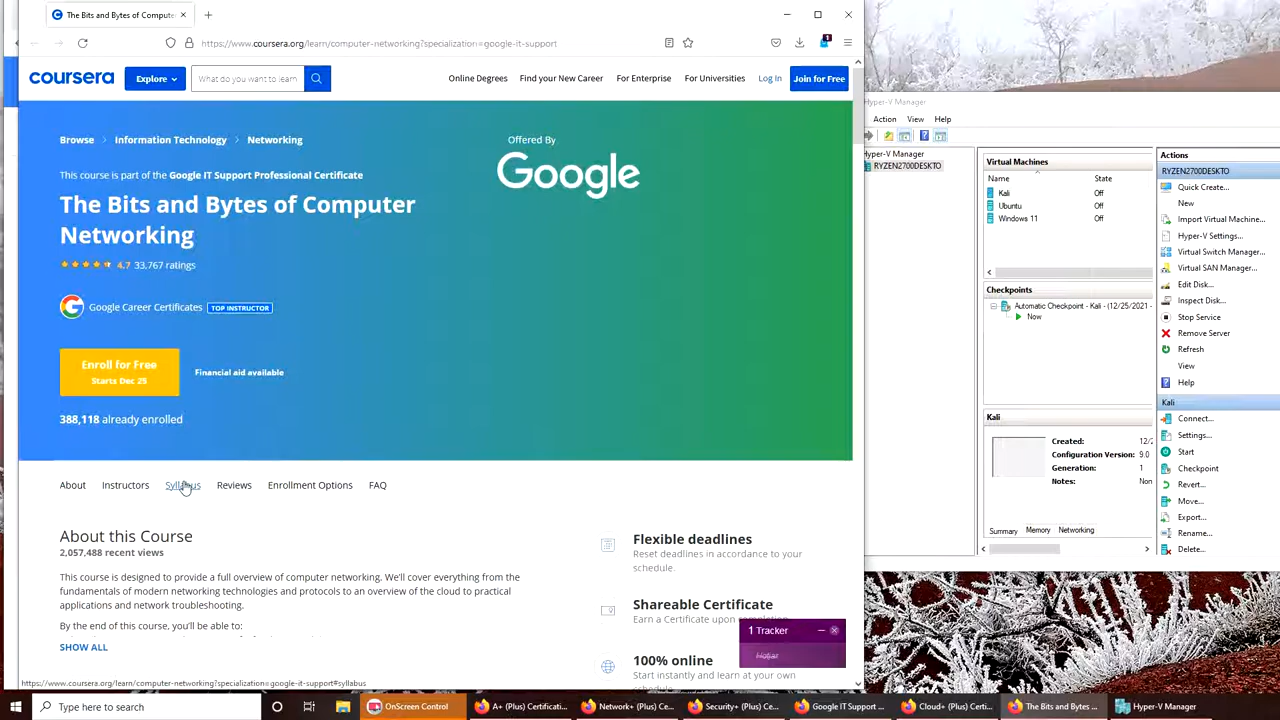 The Bits and Bytes of Compute
https://www.coursera.org/learn/computer-networking?specialization=google-it-support
1
coursera
Explore
What do you want to learn
Online Degrees
Find your New Career
For Enterprise
For Universities
Log In
Join for Free
Browse
Information Technology
Networking
Offered By
Google
This course is part of the Google IT Support Professional Certificate
The Bits and Bytes of Computer
Networking
4.7 33,767 ratings
Google Career Certificates
TOP INSTRUCTOR
Enroll for Free
Starts Dec 25
Financial aid available
388,118 already enrolled
About
Instructors
Syllabus
Reviews
Enrollment Options
FAQ
About this Course
2,057,488 recent views
This course is designed to provide a full overview of computer networking. We'll cover everything from the
fundamentals of modern networking technologies and protocols to an overview of the cloud to practical
applications and network troubleshooting.
By the end of this course, you'll be able to:
SHOW ALL
Flexible deadlines
Reset deadlines in accordance to your
schedule.
Shareable Certificate
Earn a Certificate upon
100% online
Start instantly and learn at your own
schedule.
1 Tracker
Hotjar
https://www.coursera.org/learn/computer-networking?specialization=google-it-support#syllabus
Hyper-V Manager
Action
View
Help
Hyper-V Manager
RYZEN2700DESKTO
Virtual Machines
Name
State
Kali
Off
Ubuntu
Off
Windows 11
Off
Checkpoints
Automatic Checkpoint - Kali - (12/25/2021 -
Now
Kali
Created:
12/2
Configuration Version:
9.0
Generation:
1
Notes:
Non
Summary
Memory
Networking
Actions
RYZEN2700DESKTO
Quick Create...
New
Import Virtual Machine...
Hyper-V Settings...
Virtual Switch Manager...
Virtual SAN Manager...
Edit Disk...
Inspect Disk...
Stop Service
Remove Server
Refresh
View
Help
Kali
Connect...
Settings...
Start
Checkpoint
Revert...
Move...
Export...
Rename...
Delete...
Type here to search
OnScreen Control
A+ (Plus) Certificati...
Network+ (Plus) Ce...
Security+ (Plus) Ce...
Google IT Support ...
Cloud+ (Plus) Certi...
The Bits and Bytes ...
Hyper-V Manager